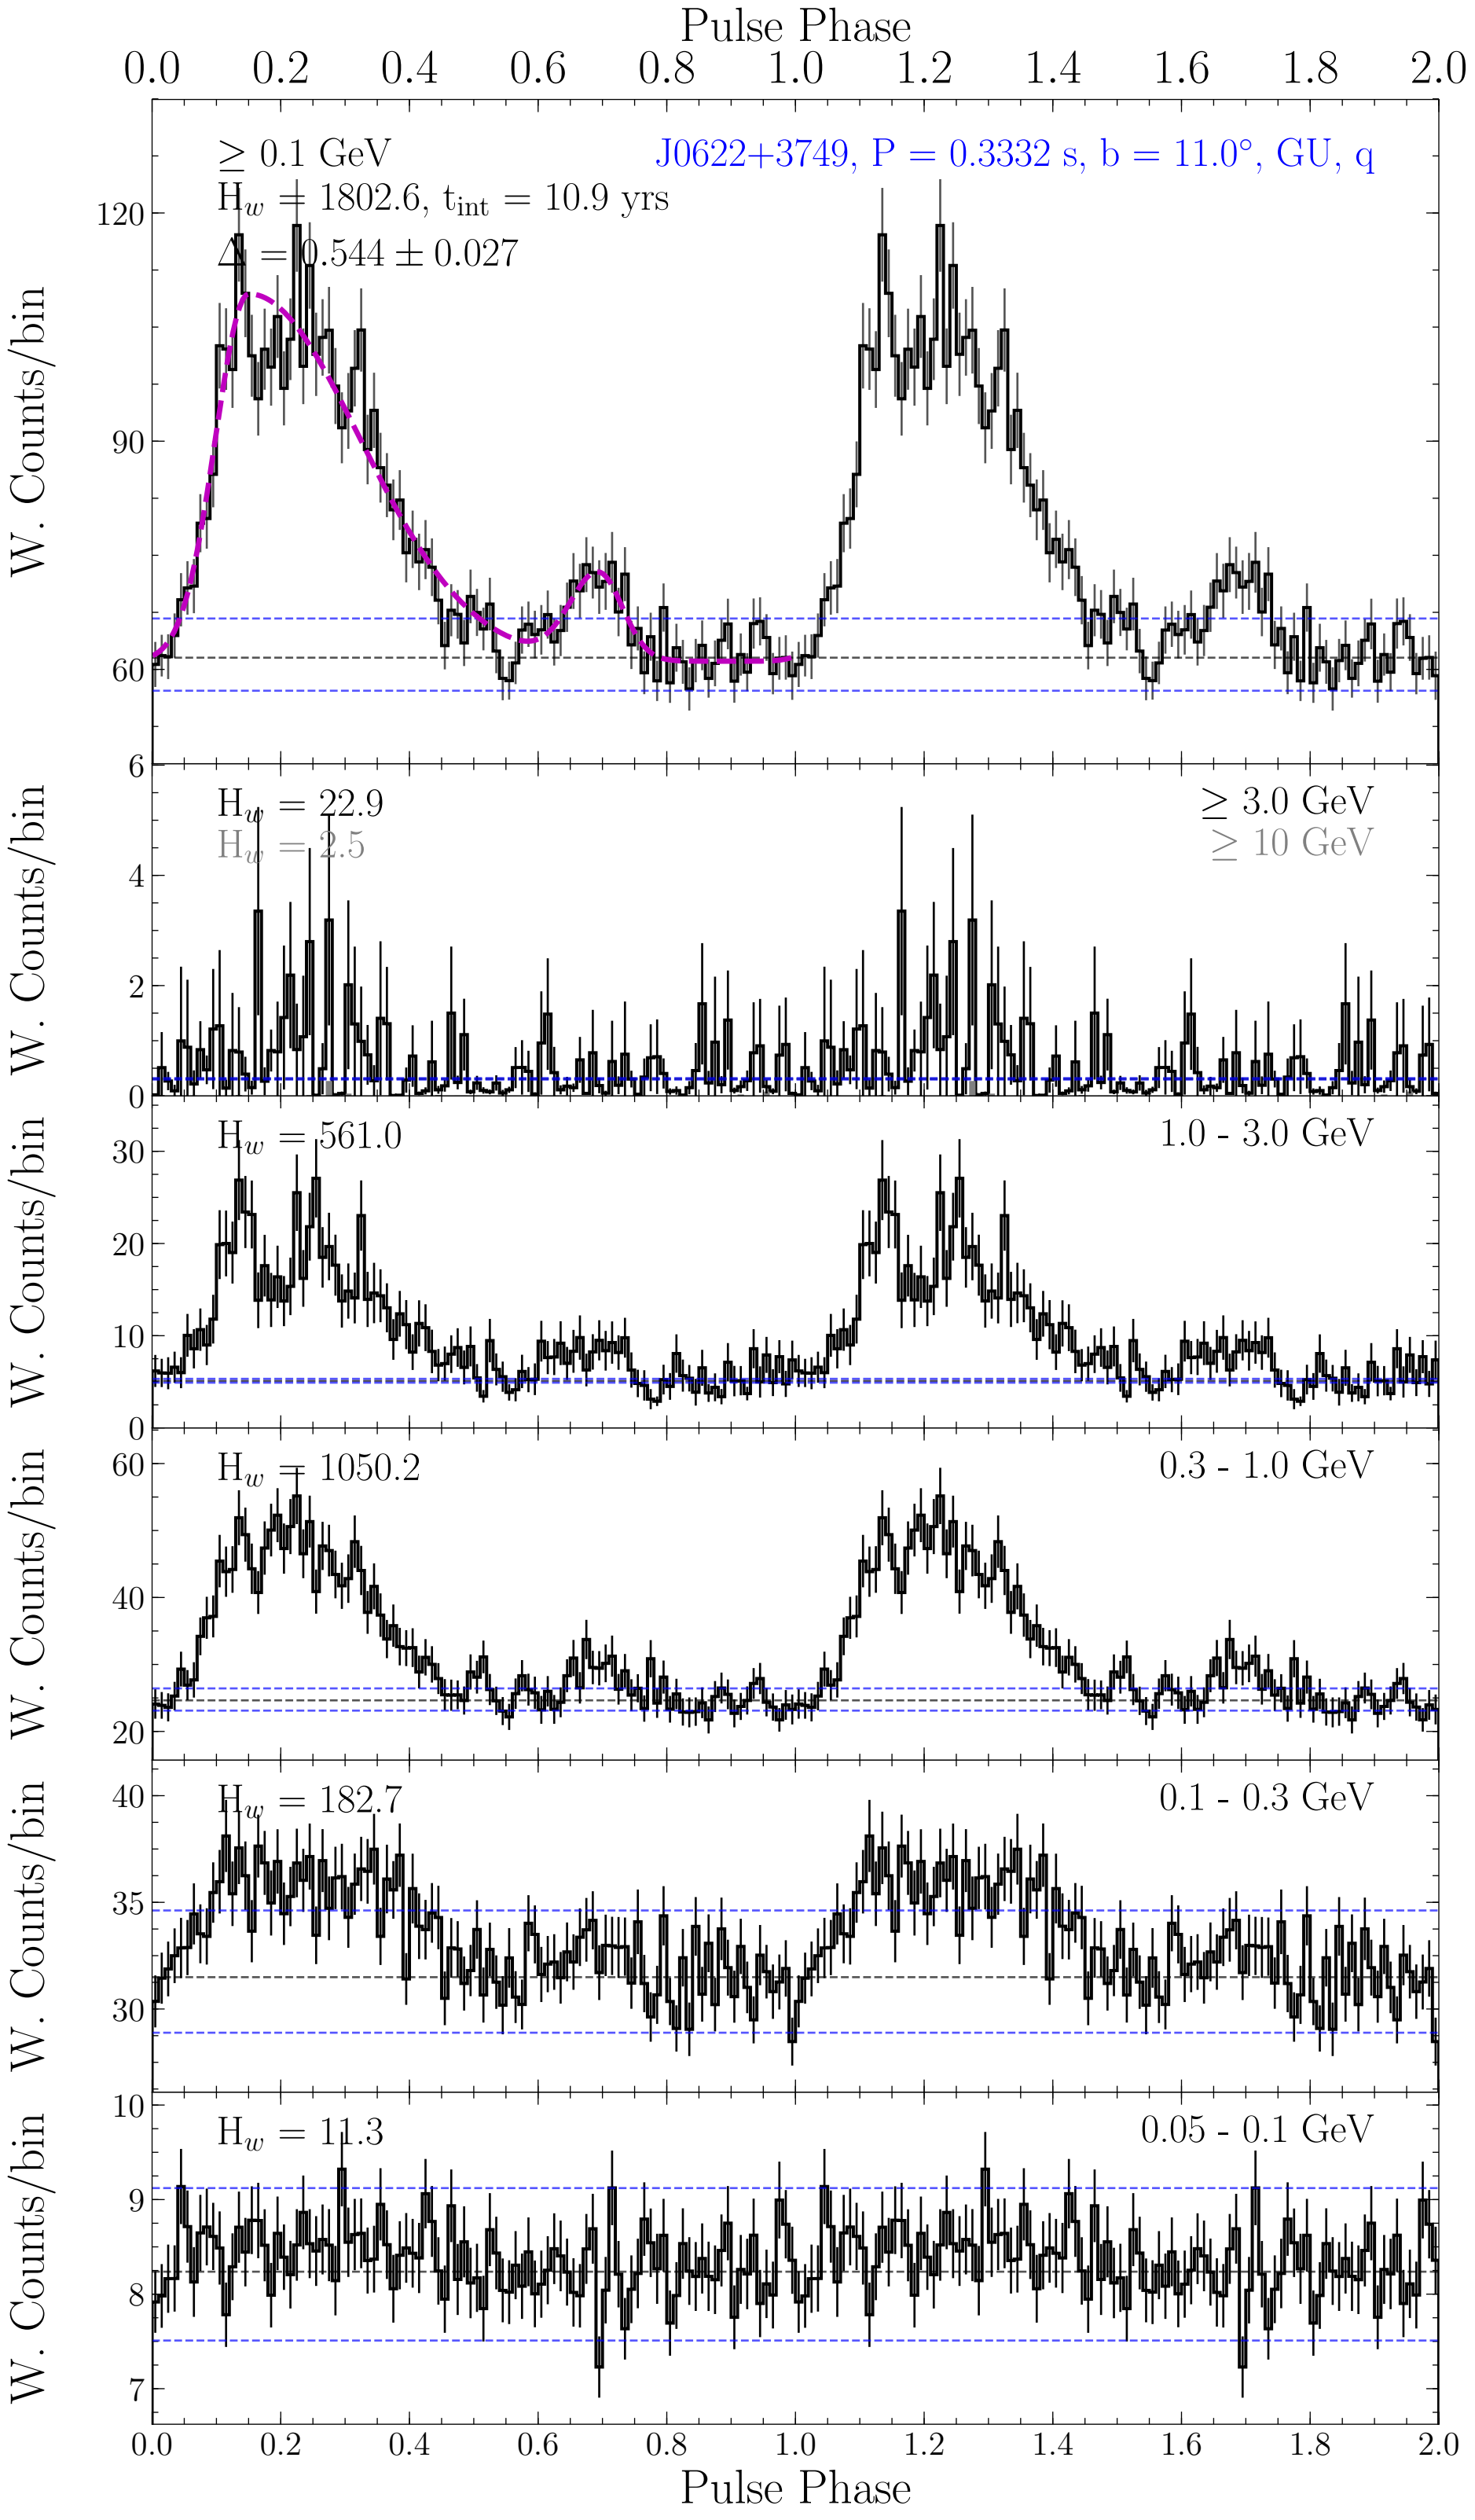 Pulse Phase
0.0 0.2 0.4 0.6 0.8 1.0 1.2 1.4 1.6 1.8 2.0
≥ 0.1 GeV
J0622+3749, P = 0.3332 s, b = 11.0°, GU, q
H_w = 1802.6, t_int = 10.9 yrs
Δ = 0.544 ± 0.027
120
90
60
W. Counts/bin
H_w = 22.9
≥ 3.0 GeV
H_w = 2.5
≥ 10 GeV
6
4
2
0
W. Counts/bin
H_w = 561.0
1.0 - 3.0 GeV
30
20
10
0
W. Counts/bin
H_w = 1050.2
0.3 - 1.0 GeV
60
40
20
W. Counts/bin
H_w = 182.7
0.1 - 0.3 GeV
40
35
30
W. Counts/bin
H_w = 11.3
0.05 - 0.1 GeV
10
9
8
7
W. Counts/bin
0.0 0.2 0.4 0.6 0.8 1.0 1.2 1.4 1.6 1.8 2.0
Pulse Phase